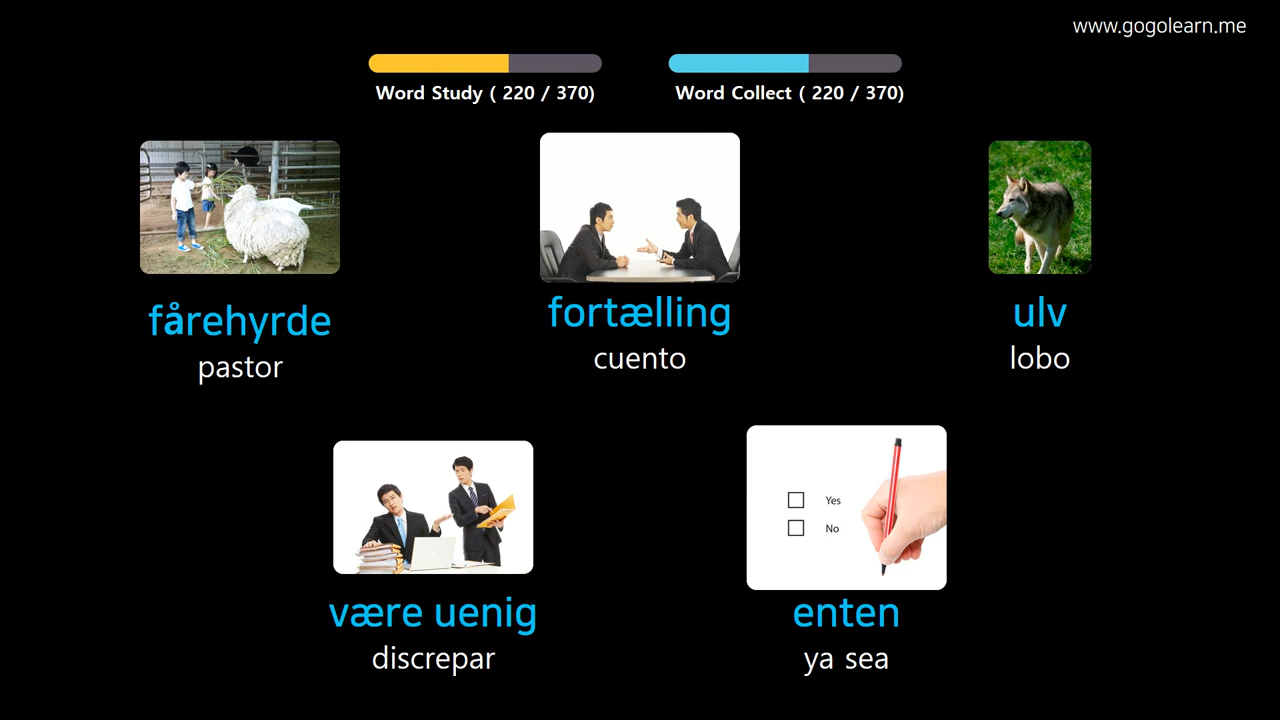 www.gogolearn.me
Word Study ( 220 / 370)
Word Collect ( 220 / 370)
fårehyrde
pastor
fortælling
cuento
ulv
lobo
Yes
No
være uenig
discrepar
enten
ya sea